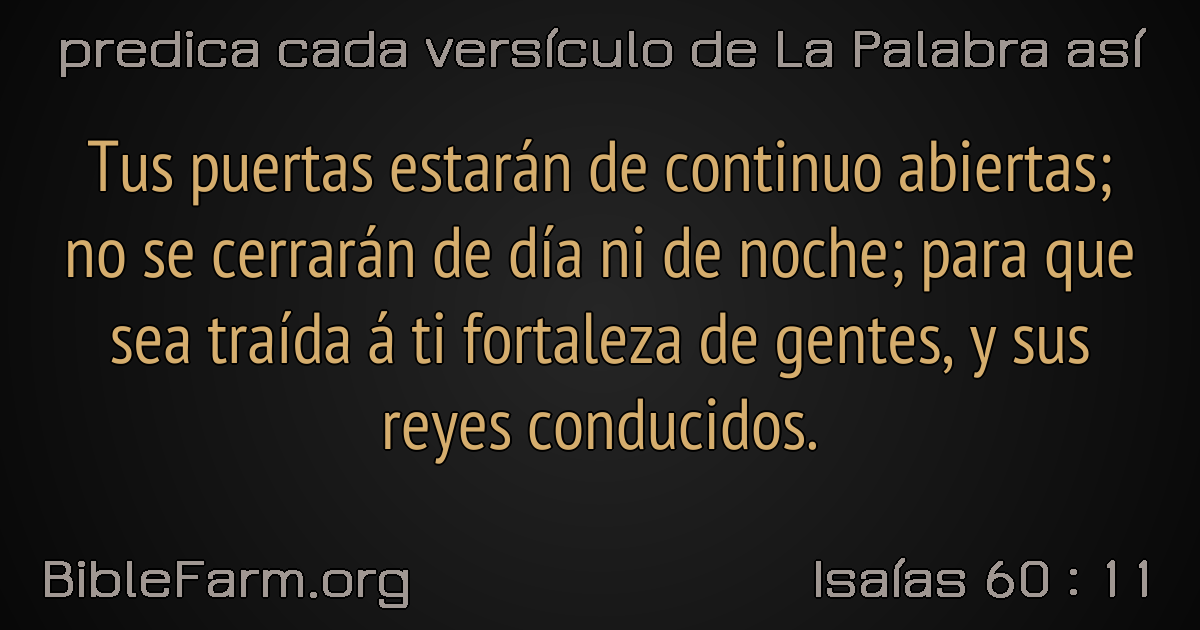 predica cada versículo de La Palabra así
Tus puertas estarán de continuo abiertas;
no se cerrarán de día ni de noche; para que
sea traída á ti fortaleza de gentes, y sus
reyes conducidos.
BibleFarm.org
Isaías 60 : 11